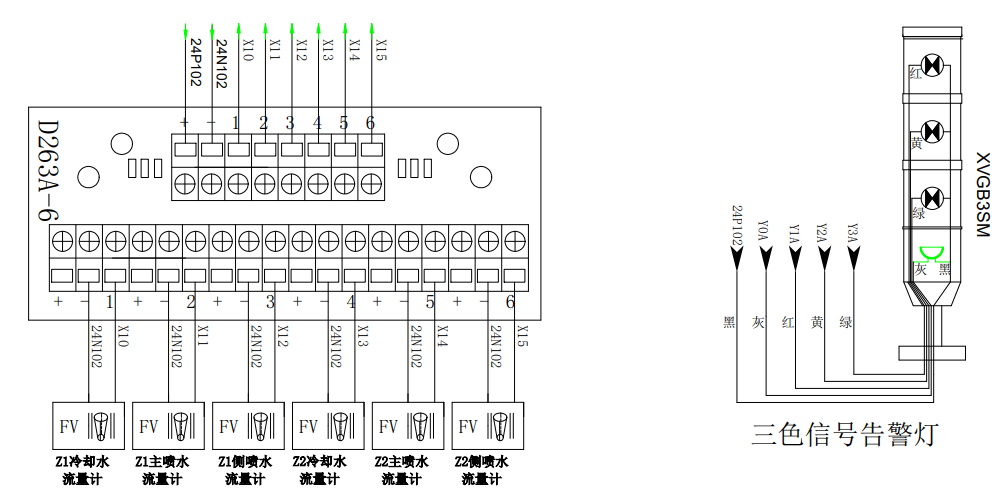 24P102
24N102
X10
X11
X12
X13
X14
X15
+ − 1 2 3 4 5 6
D263A-6
+ − 1 + − 2 + − 3 + − 4 + − 5 + − 6
24N102
X10
24N102
X11
24N102
X12
24N102
X13
24N102
X14
24N102
X15
FV
FV
FV
FV
FV
FV
Z1冷却水
流量计
Z1主喷水
流量计
Z1侧喷水
流量计
Z2冷却水
流量计
Z2主喷水
流量计
Z2侧喷水
流量计
红
黄
绿
灰 黑
XVGB3SM
24P102
Y0A
Y1A
Y2A
Y3A
黑 灰 红 黄 绿
三色信号告警灯